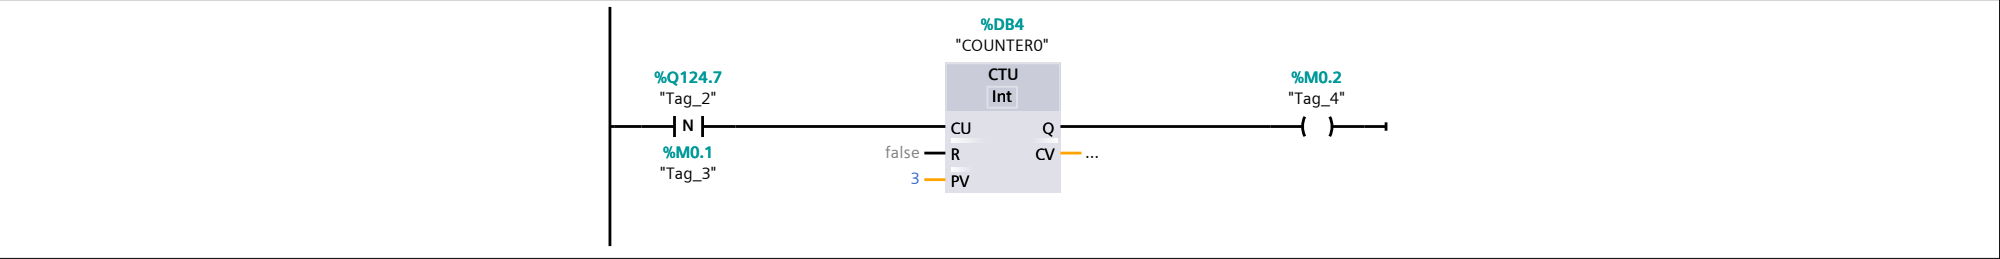 %DB4
"COUNTER0"
CTU
Int
%Q124.7
"Tag_2"
N
%M0.1
"Tag_3"
CU
false R
3 PV
Q
CV ...
%M0.2
"Tag_4"